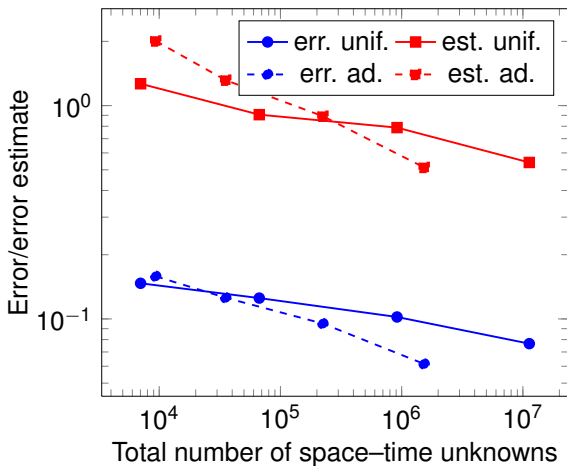 err. unif. est. unif.
err. ad. est. ad.
10^0
10^−1
Error/error estimate
10^4 10^5 10^6 10^7
Total number of space–time unknowns